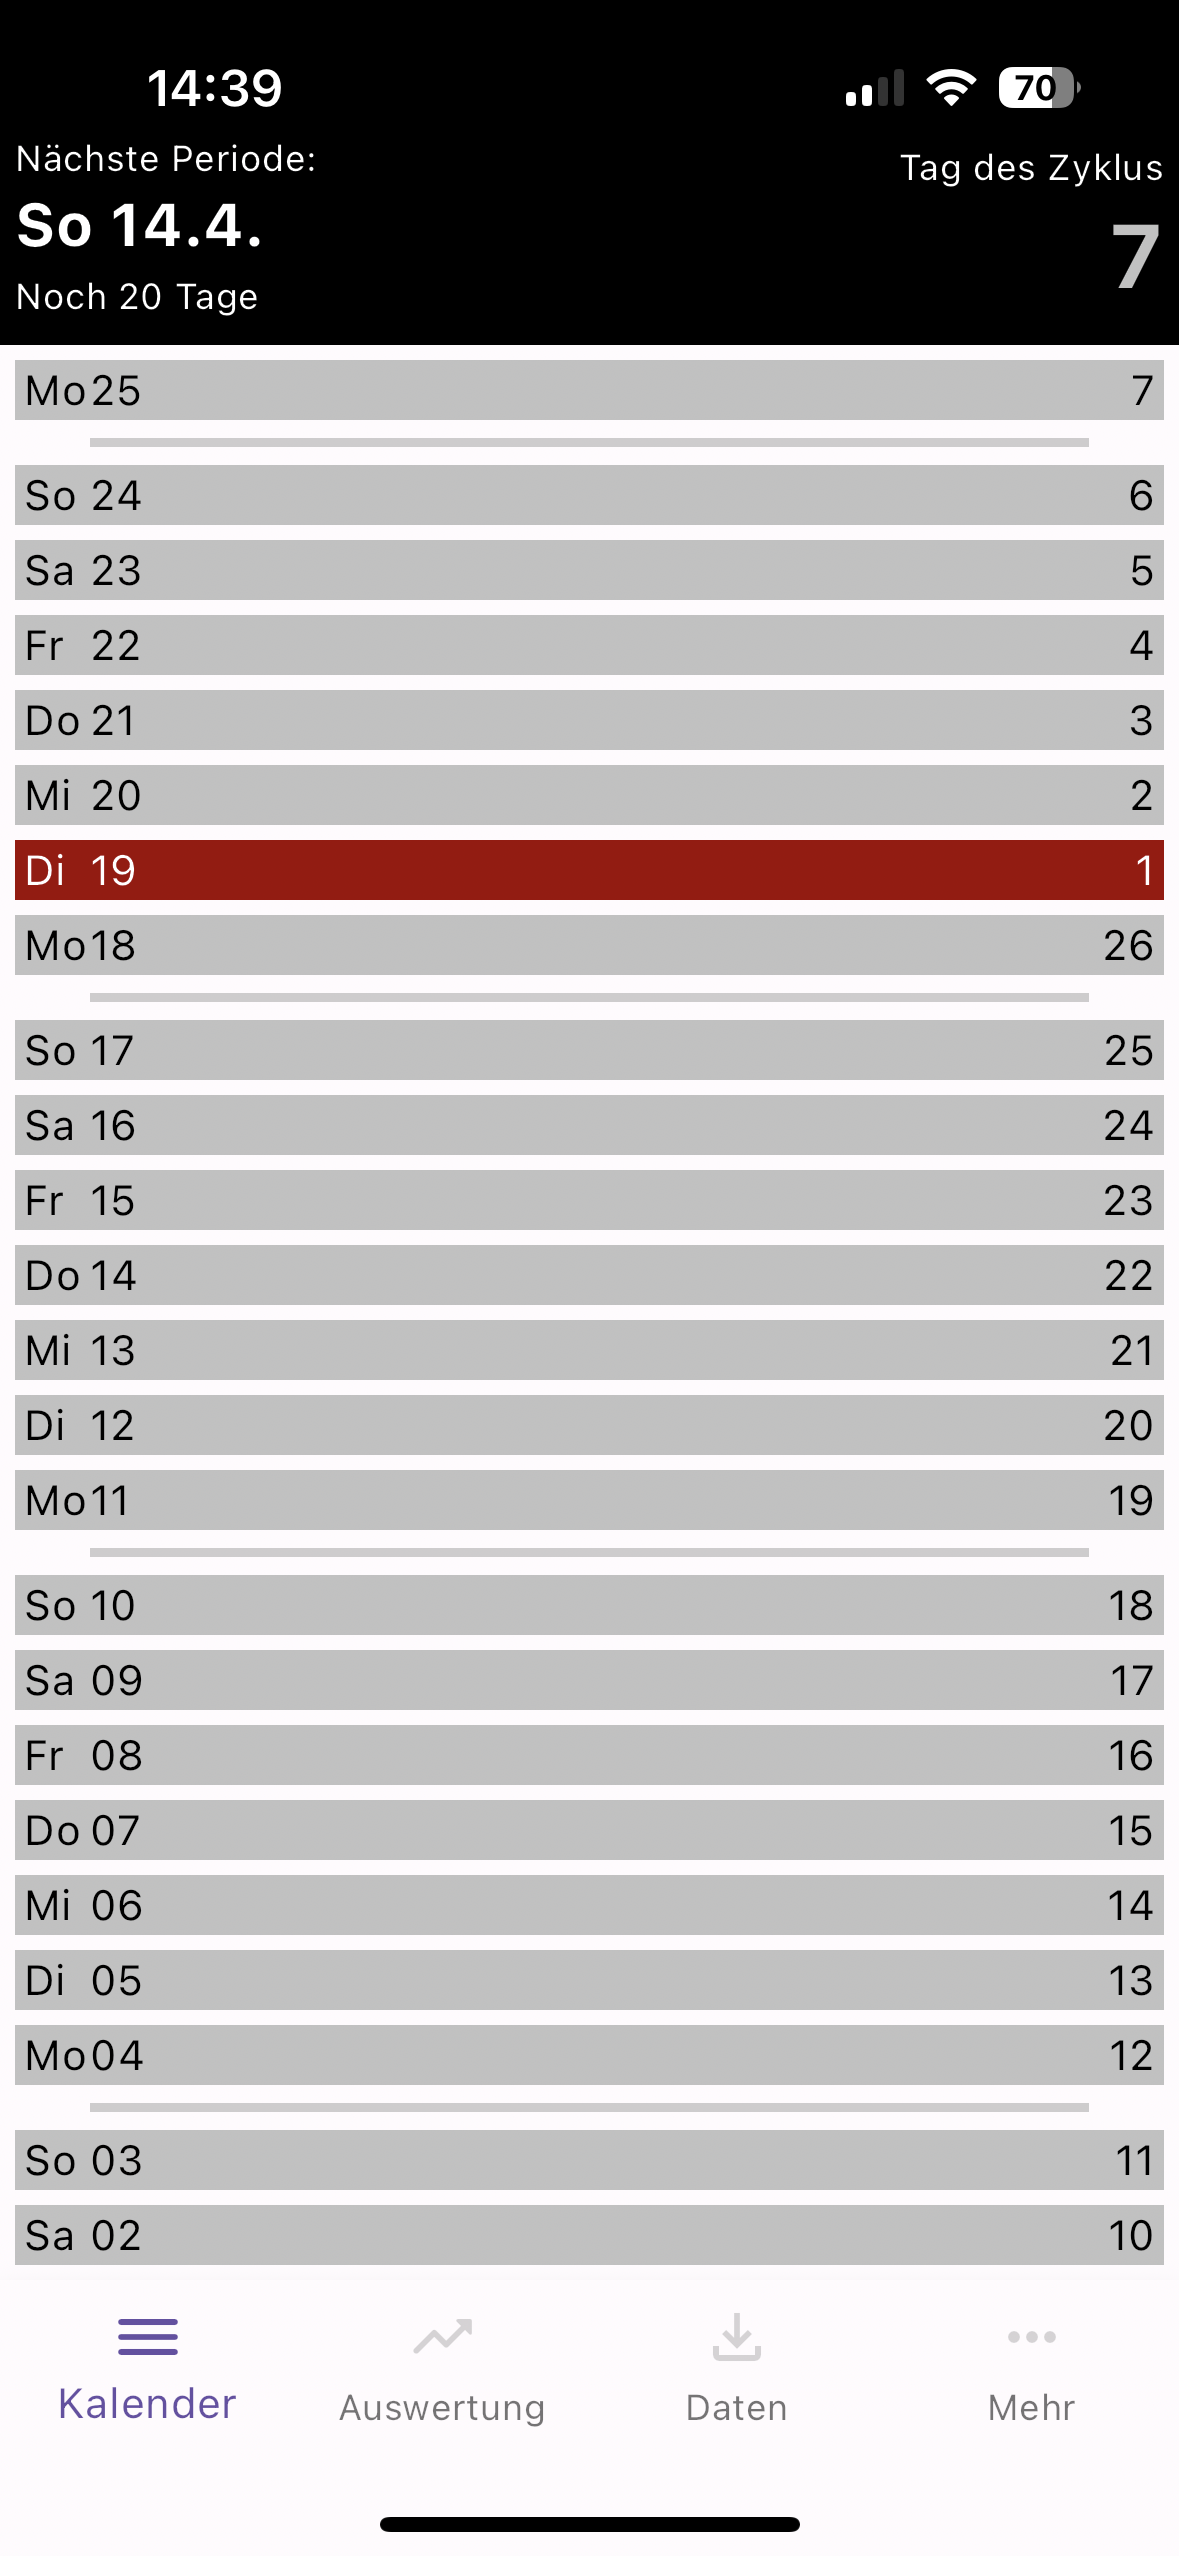 14:39
70
Nächste Periode:
Tag des Zyklus
So 14.4.
7
Noch 20 Tage
Mo 25 7
So 24 6
Sa 23 5
Fr 22 4
Do 21 3
Mi 20 2
Di 19 1
Mo 18 26
So 17 25
Sa 16 24
Fr 15 23
Do 14 22
Mi 13 21
Di 12 20
Mo 11 19
So 10 18
Sa 09 17
Fr 08 16
Do 07 15
Mi 06 14
Di 05 13
Mo 04 12
So 03 11
Sa 02 10
Kalender Auswertung Daten Mehr